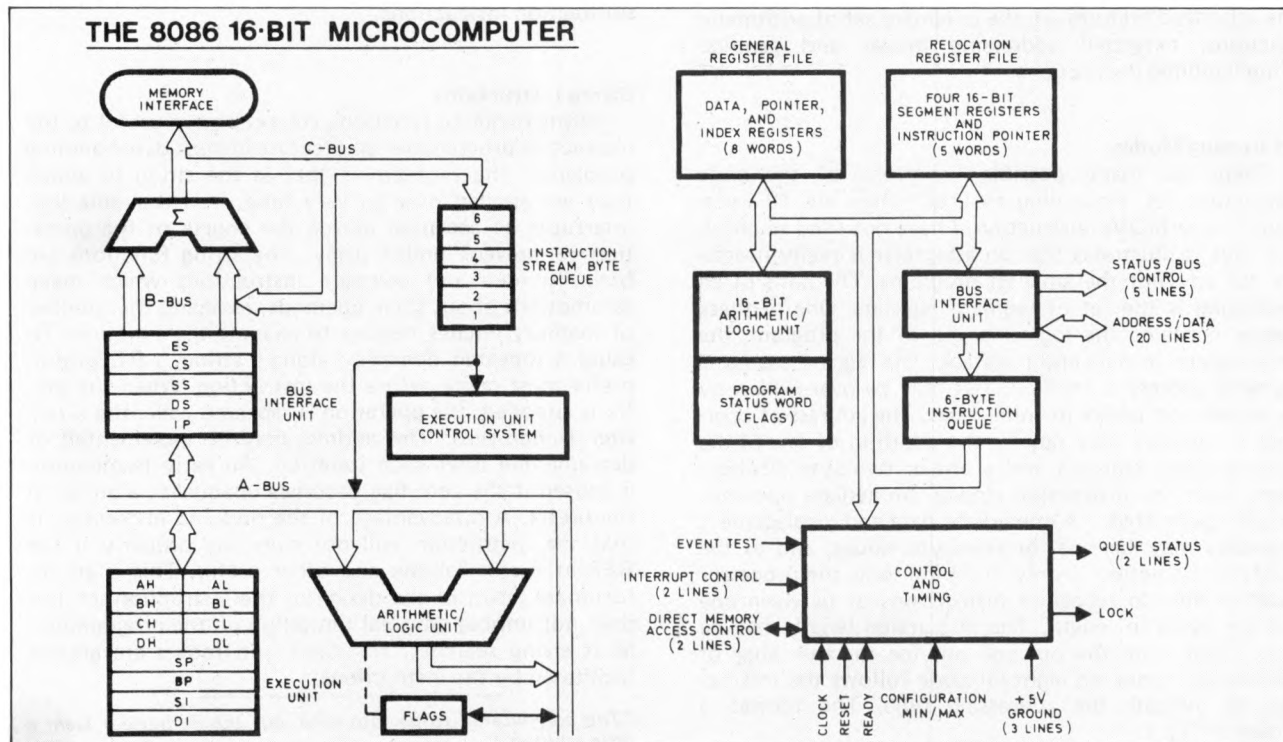 THE 8086 16-BIT MICROCOMPUTER
MEMORY
INTERFACE
C-BUS
Σ
B-BUS
6
5
4
3
2
1
INSTRUCTION
STREAM BYTE
QUEUE
ES
CS
SS
DS
IP
BUS
INTERFACE
UNIT
EXECUTION UNIT
CONTROL SYSTEM
A-BUS
AH AL
BH BL
CH CL
DH DL
SP
BP
SI
EXECUTION
UNIT
ARITHMETIC/
LOGIC UNIT
FLAGS
GENERAL
REGISTER FILE
DATA, POINTER,
AND
INDEX REGISTERS
(8 WORDS)
RELOCATION
REGISTER FILE
FOUR 16-BIT
SEGMENT REGISTERS
AND
INSTRUCTION POINTER
(5 WORDS)
16-BIT
ARITHMETIC/
LOGIC UNIT
PROGRAM
STATUS WORD
(FLAGS)
BUS
INTERFACE
UNIT
STATUS/BUS
CONTROL
(5 LINES)
ADDRESS/DATA
(20 LINES)
6-BYTE
INSTRUCTION
QUEUE
EVENT TEST
INTERRUPT CONTROL
(2 LINES)
DIRECT MEMORY
ACCESS CONTROL
(2 LINES)
CONTROL
AND
TIMING
QUEUE STATUS
(2 LINES)
LOCK
CLOCK
RESET
READY
CONFIGURATION
MIN/MAX
5V/
GROUND
(3 LINES)